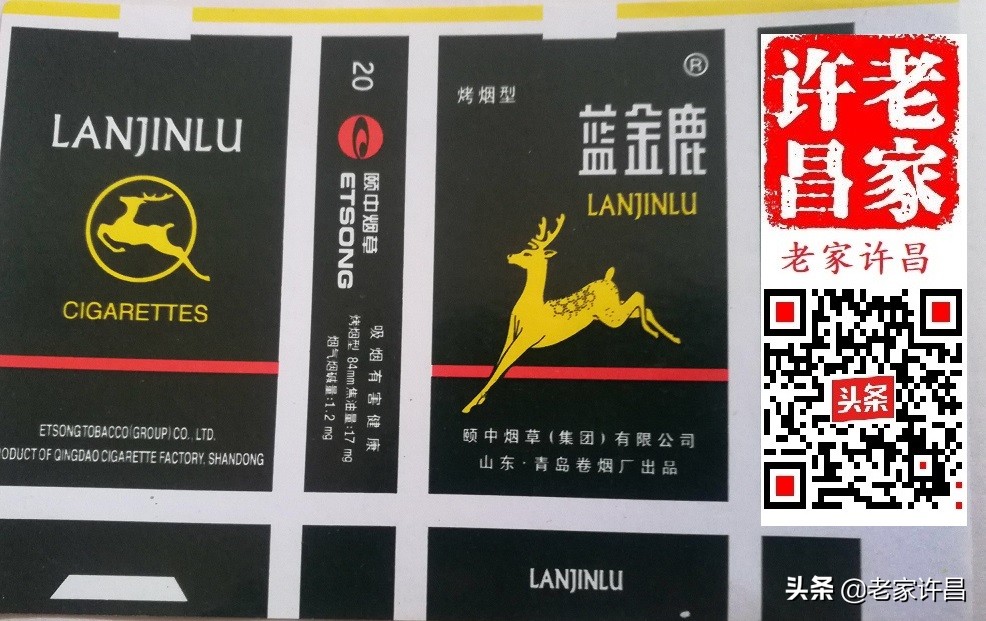 LANJINLU
CIGARETTES
ETSONG TOBACCO (GROUP) CO., LTD.
ODUCT OF QINGDAO CIGARETTE FACTORY, SHANDONG
20
颐中烟草
ETSONG
吸烟有害健康
烤烟型 84mm 焦油量:17 mg
烟气烟碱量:1.2 mg
®
烤烟型
蓝金鹿
LANJINLU
颐中烟草(集团)有限公司
山东·青岛卷烟厂出品
LANJINLU
许老
昌家
老家许昌
头条
头条 @老家许昌